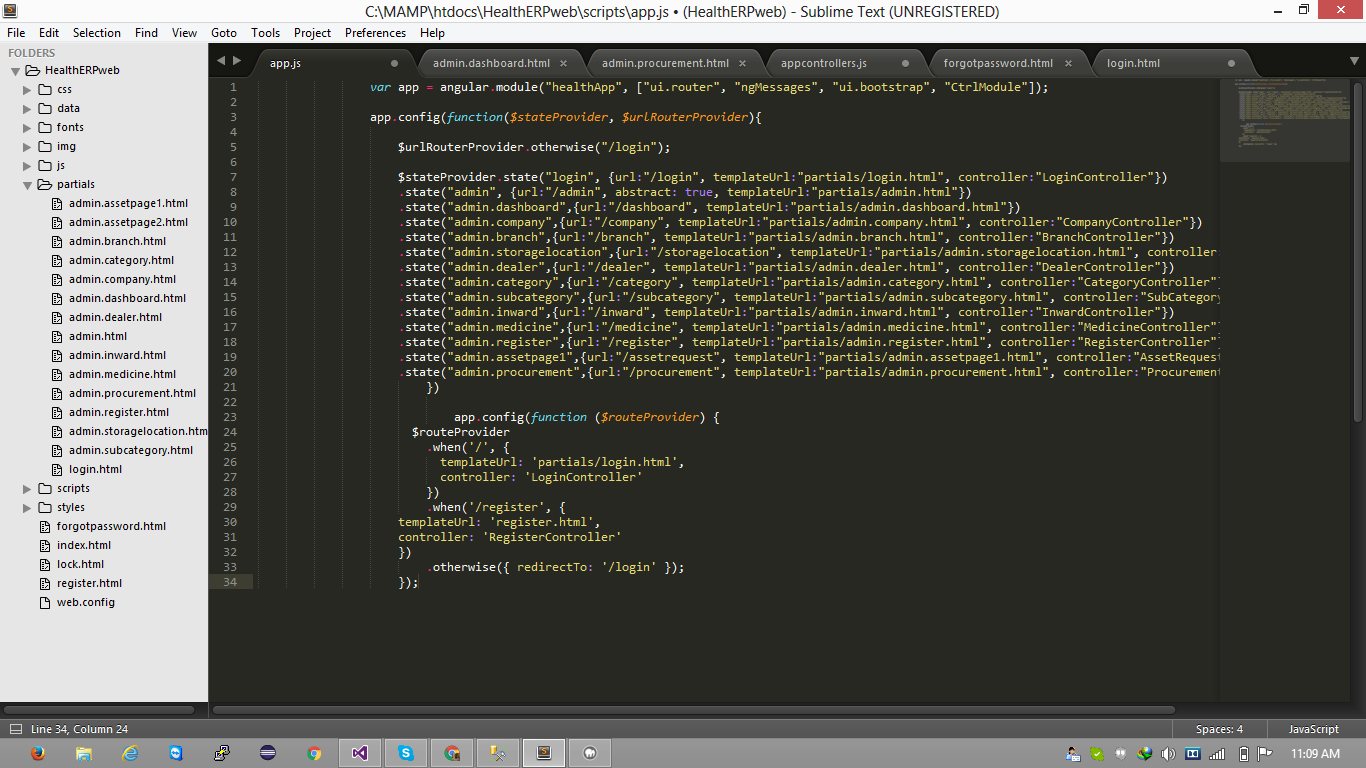 C:\MAMP\htdocs\HealthERPweb\scripts\app.js • (HealthERPweb) - Sublime Text (UNREGISTERED)
File Edit Selection Find View Goto Tools Project Preferences Help
FOLDERS
HealthERPweb
css
data
fonts
img
js
partials
admin.assetpage1.html
admin.assetpage2.html
admin.branch.html
admin.category.html
admin.company.html
admin.dashboard.html
admin.dealer.html
admin.html
admin.inward.html
admin.medicine.html
admin.procurement.html
admin.register.html
admin.storagelocation.htm
admin.subcategory.html
login.html
scripts
styles
forgotpassword.html
index.html
lock.html
register.html
web.config
app.js admin.dashboard.html admin.procurement.html appcontrollers.js forgotpassword.html login.html
1 var app = angular.module("healthApp", ["ui.router", "ngMessages", "ui.bootstrap", "CtrlModule"]);
2
3 app.config(function($stateProvider, $urlRouterProvider){
4
5 $urlRouterProvider.otherwise("/login");
6
7 $stateProvider.state("login", {url:"/login", templateUrl:"partials/login.html", controller:"LoginController"})
8 .state("admin", {url:"/admin", abstract: true, templateUrl:"partials/admin.html"})
9 .state("admin.dashboard",{url:"/dashboard", templateUrl:"partials/admin.dashboard.html"})
10 .state("admin.company",{url:"/company", templateUrl:"partials/admin.company.html", controller:"CompanyController"})
11 .state("admin.branch",{url:"/branch", templateUrl:"partials/admin.branch.html", controller:"BranchController"})
12 .state("admin.storagelocation",{url:"/storagelocation", templateUrl:"partials/admin.storagelocation.html", controller:
13 .state("admin.dealer",{url:"/dealer", templateUrl:"partials/admin.dealer.html", controller:"DealerController"})
14 .state("admin.category",{url:"/category", templateUrl:"partials/admin.category.html", controller:"CategoryController"
15 .state("admin.subcategory",{url:"/subcategory", templateUrl:"partials/admin.subcategory.html", controller:"SubCategory
16 .state("admin.inward",{url:"/inward", templateUrl:"partials/admin.inward.html", controller:"InwardController"})
17 .state("admin.medicine",{url:"/medicine", templateUrl:"partials/admin.medicine.html", controller:"MedicineController"
18 .state("admin.register",{url:"/register", templateUrl:"partials/admin.register.html", controller:"RegisterController"
19 .state("admin.assetpage1",{url:"/assetrequest", templateUrl:"partials/admin.assetpage1.html", controller:"AssetRequest
20 .state("admin.procurement",{url:"/procurement", templateUrl:"partials/admin.procurement.html", controller:"Procurement
21 })
22
23 app.config(function ($routeProvider) {
24 $routeProvider
25 .when('/', {
26 templateUrl: 'partials/login.html',
27 controller: 'LoginController'
28 })
29 .when('/register', {
30 templateUrl: 'register.html',
31 controller: 'RegisterController'
32 })
33 .otherwise({ redirectTo: '/login' });
34 });
Line 34, Column 24 Spaces: 4 JavaScript
11:09 AM